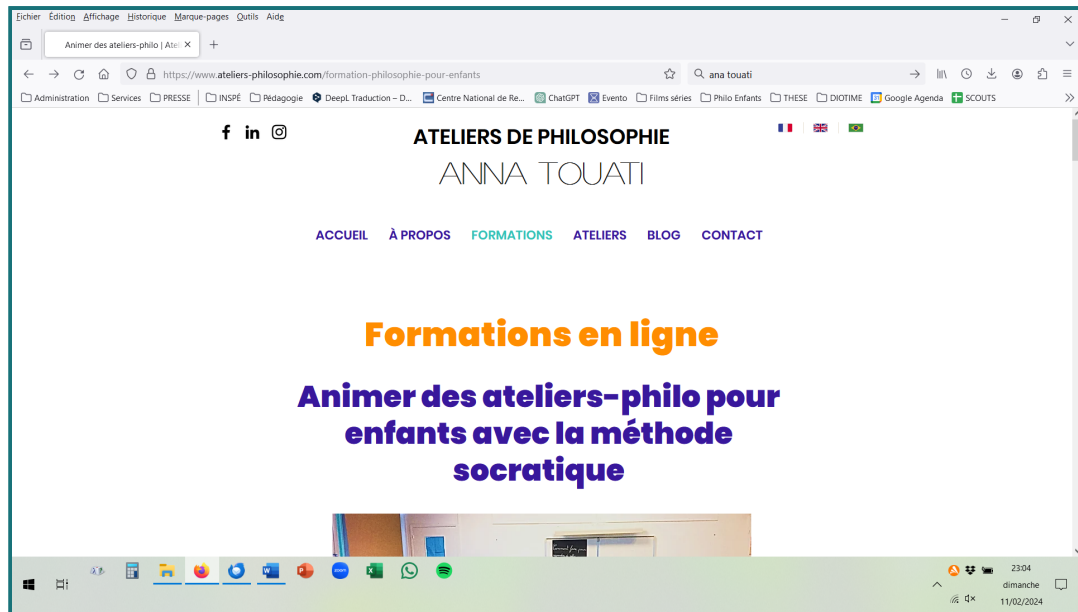 Fichier Édition Affichage Historique Marque-pages Outils Aide
Animer des ateliers-philo | Atel
https://www.ateliers-philosophie.com/formation-philosophie-pour-enfants
ana touati
Administration Services PRESSE INSPÉ Pédagogie DeepL Traduction – D... Centre National de Re... ChatGPT Evento Films séries Philo Enfants THESE DIOTIME Google Agenda SCOUTS
ATELIERS DE PHILOSOPHIE
ANNA TOUATI
ACCUEIL À PROPOS FORMATIONS ATELIERS BLOG CONTACT
Formations en ligne
Animer des ateliers-philo pour
enfants avec la méthode
socratique
23:04
dimanche
11/02/2024